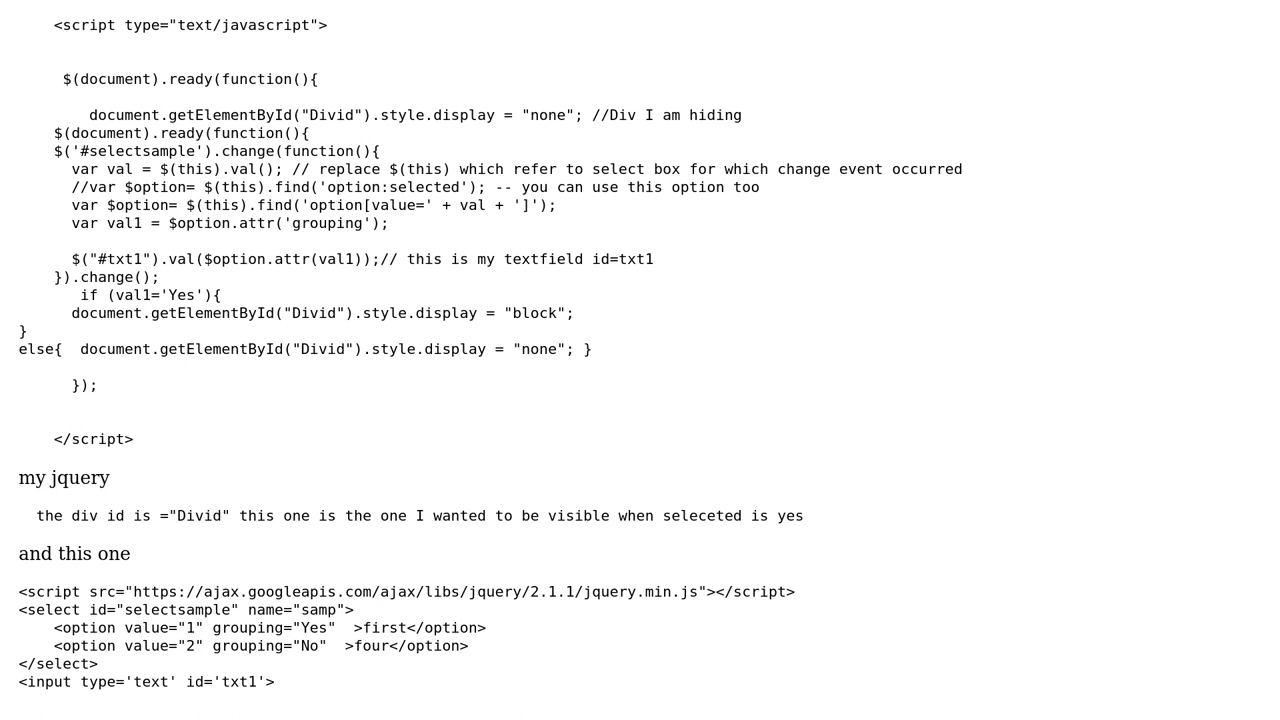 <script type="text/javascript">
$(document).ready(function(){
document.getElementById("Divid").style.display = "none"; //Div I am hiding
$(document).ready(function(){
$('#selectsample').change(function(){
var val = $(this).val(); // replace $(this) which refer to select box for which change event occurred
//var $option= $(this).find('option:selected'); -- you can use this option too
var $option= $(this).find('option[value=' + val + ']');
var val1 = $option.attr('grouping');
$("#txt1").val($option.attr(val1));// this is my textfield id=txt1
}).change();
if (val1='Yes'){
document.getElementById("Divid").style.display = "block";
}
else{  document.getElementById("Divid").style.display = "none"; }
});
</script>
my jquery
the div id is ="Divid" this one is the one I wanted to be visible when seleceted is yes
and this one
<script src="https://ajax.googleapis.com/ajax/libs/jquery/2.1.1/jquery.min.js"></script>
<select id="selectsample" name="samp">
<option value="1" grouping="Yes"  >first</option>
<option value="2" grouping="No"  >four</option>
</select>
<input type='text' id='txt1'>